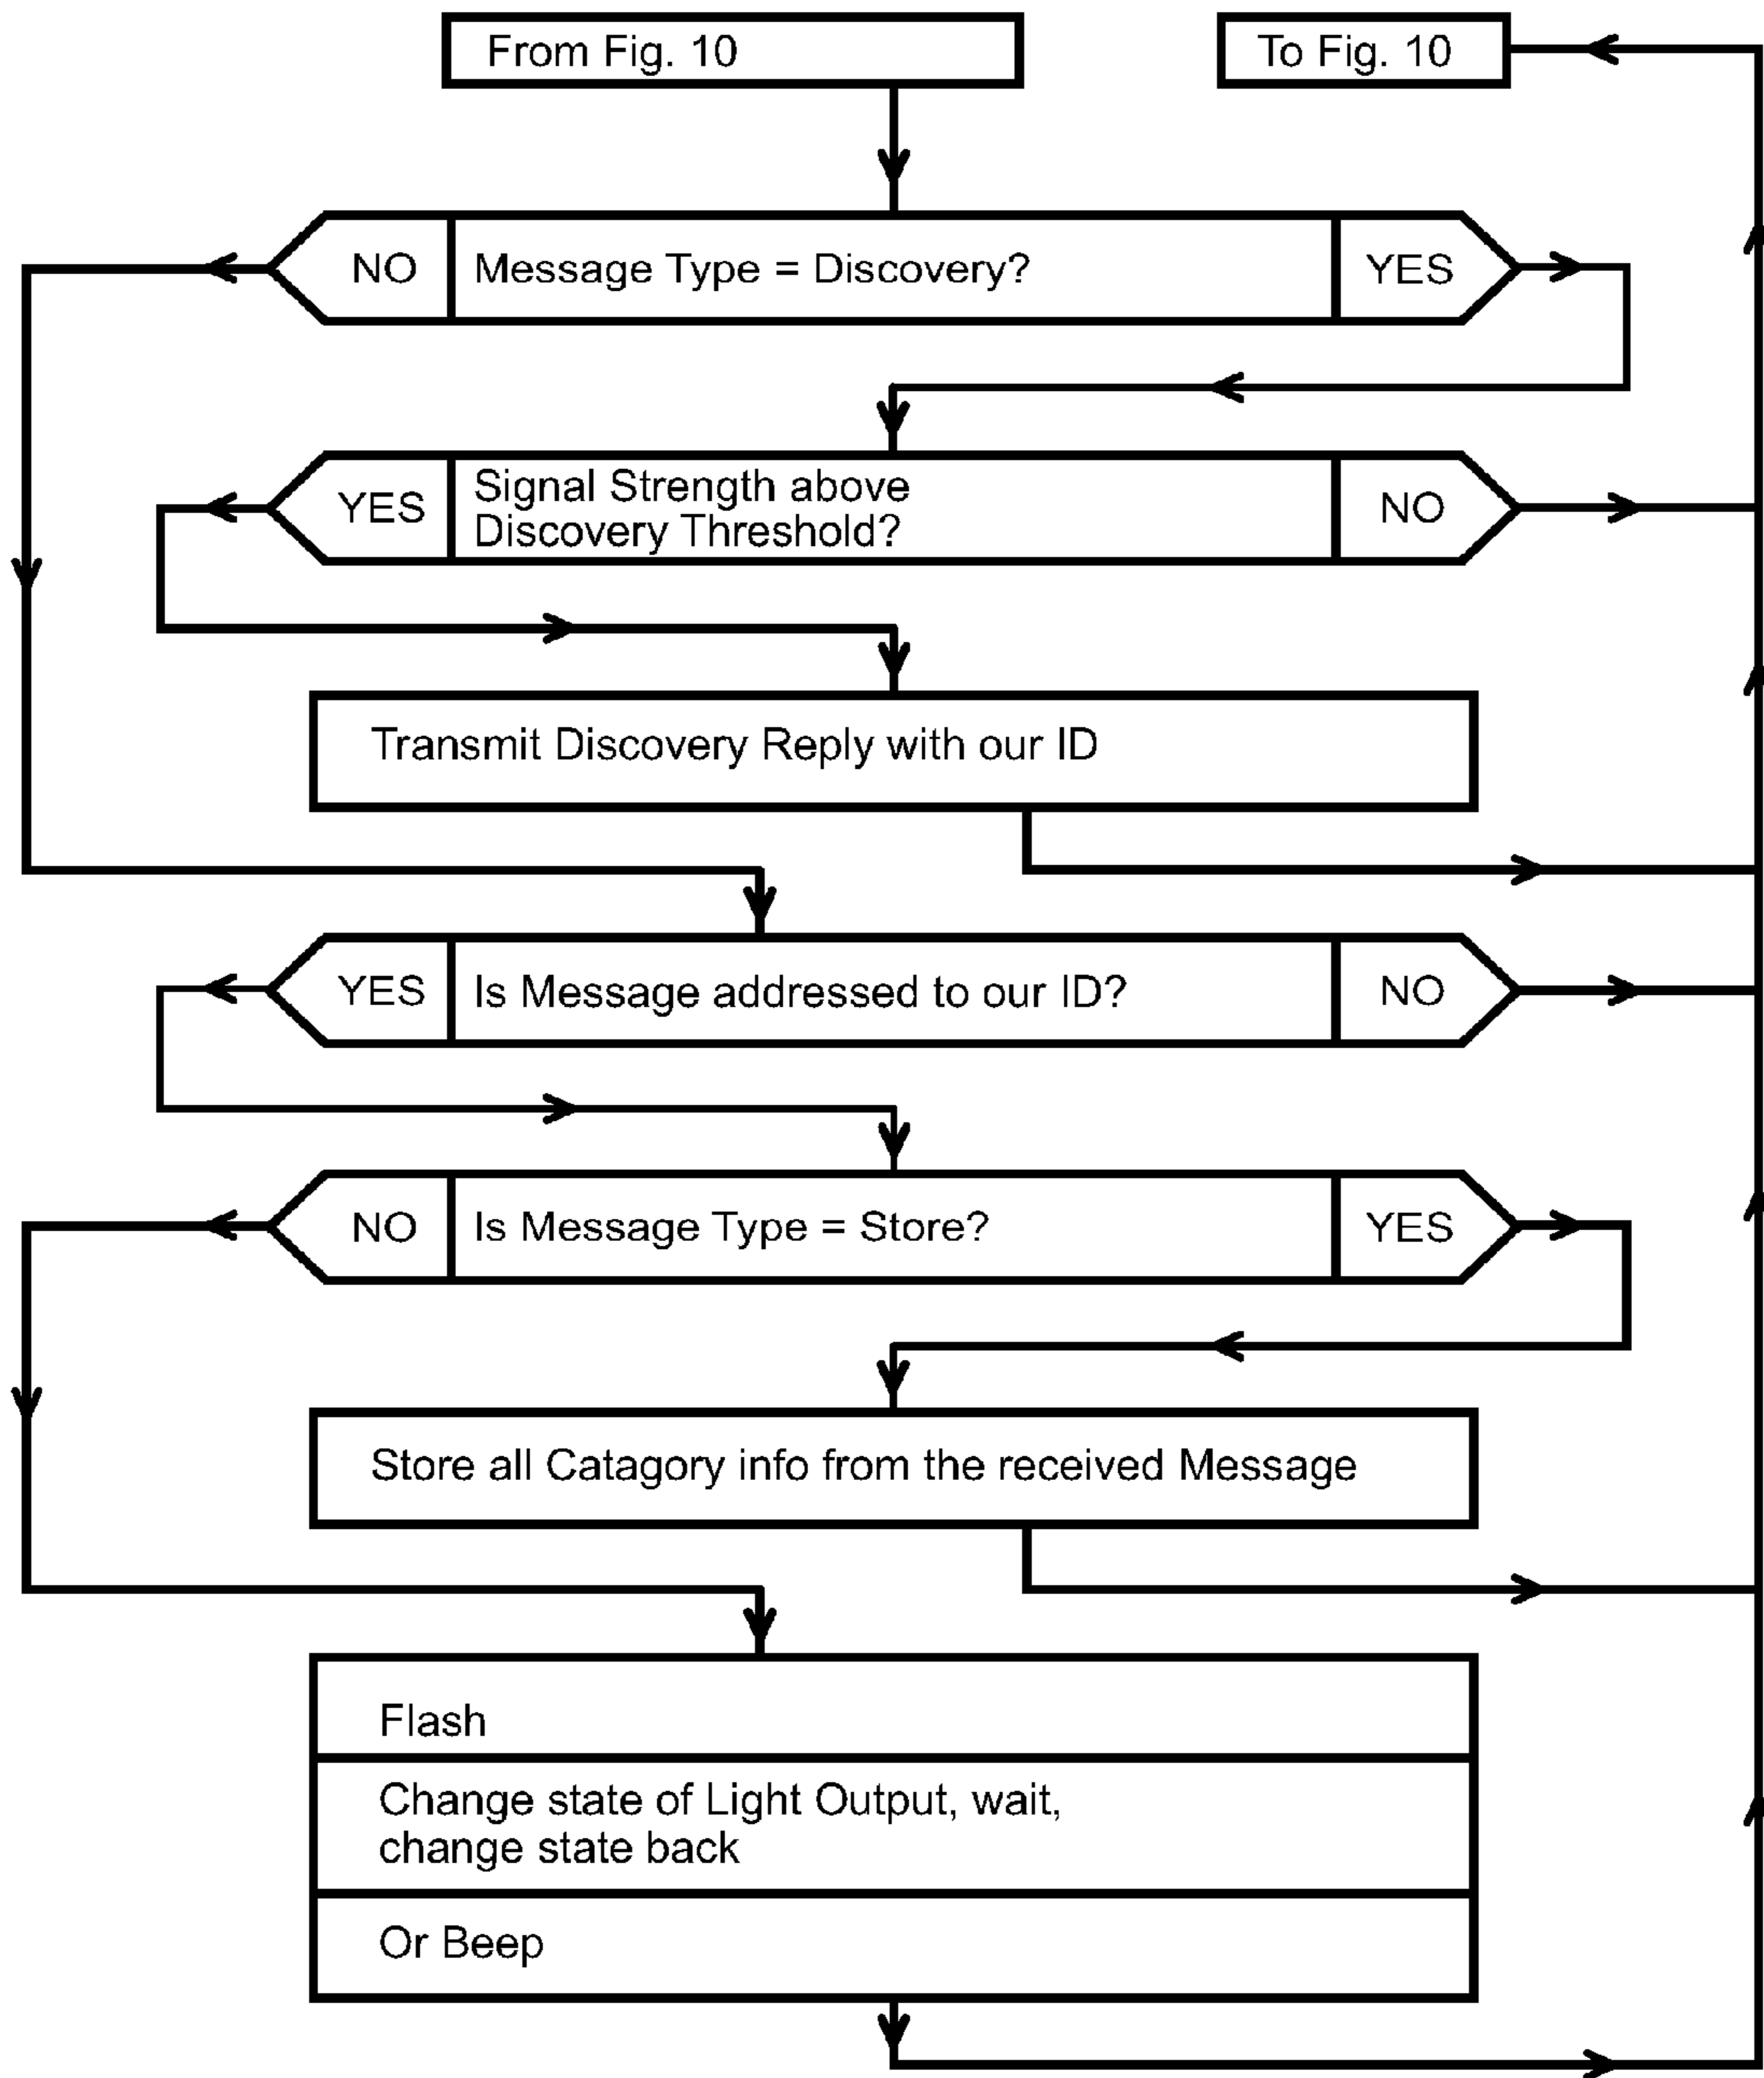 From Fig. 10
To Fig. 10
NO
Message Type = Discovery?
YES
YES
Signal Strength above
Discovery Threshold?
NO
Transmit Discovery Reply with our ID
YES
Is Message addressed to our ID?
NO
NO
Is Message Type = Store?
YES
Store all Catagory info from the received Message
Flash
Change state of Light Output, wait,
change state back
Or Beep